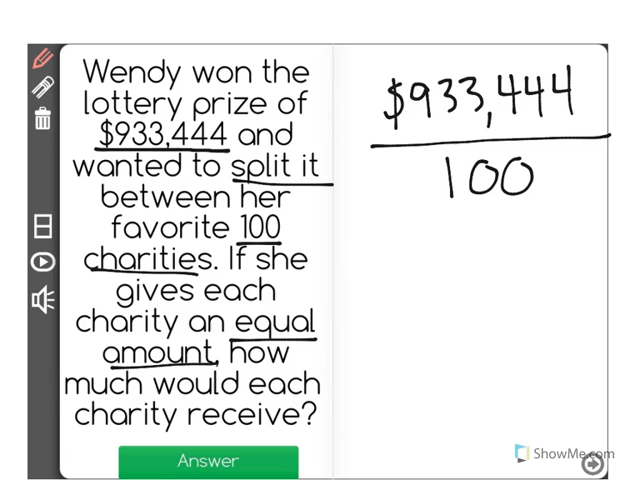 Wendy won the
lottery prize of
$933,444 and
wanted to split it
between her
favorite 100
charities. If she
gives each
charity an equal
amount, how
much would each
charity receive?
Answer
$933,444
100
ShowMe.com